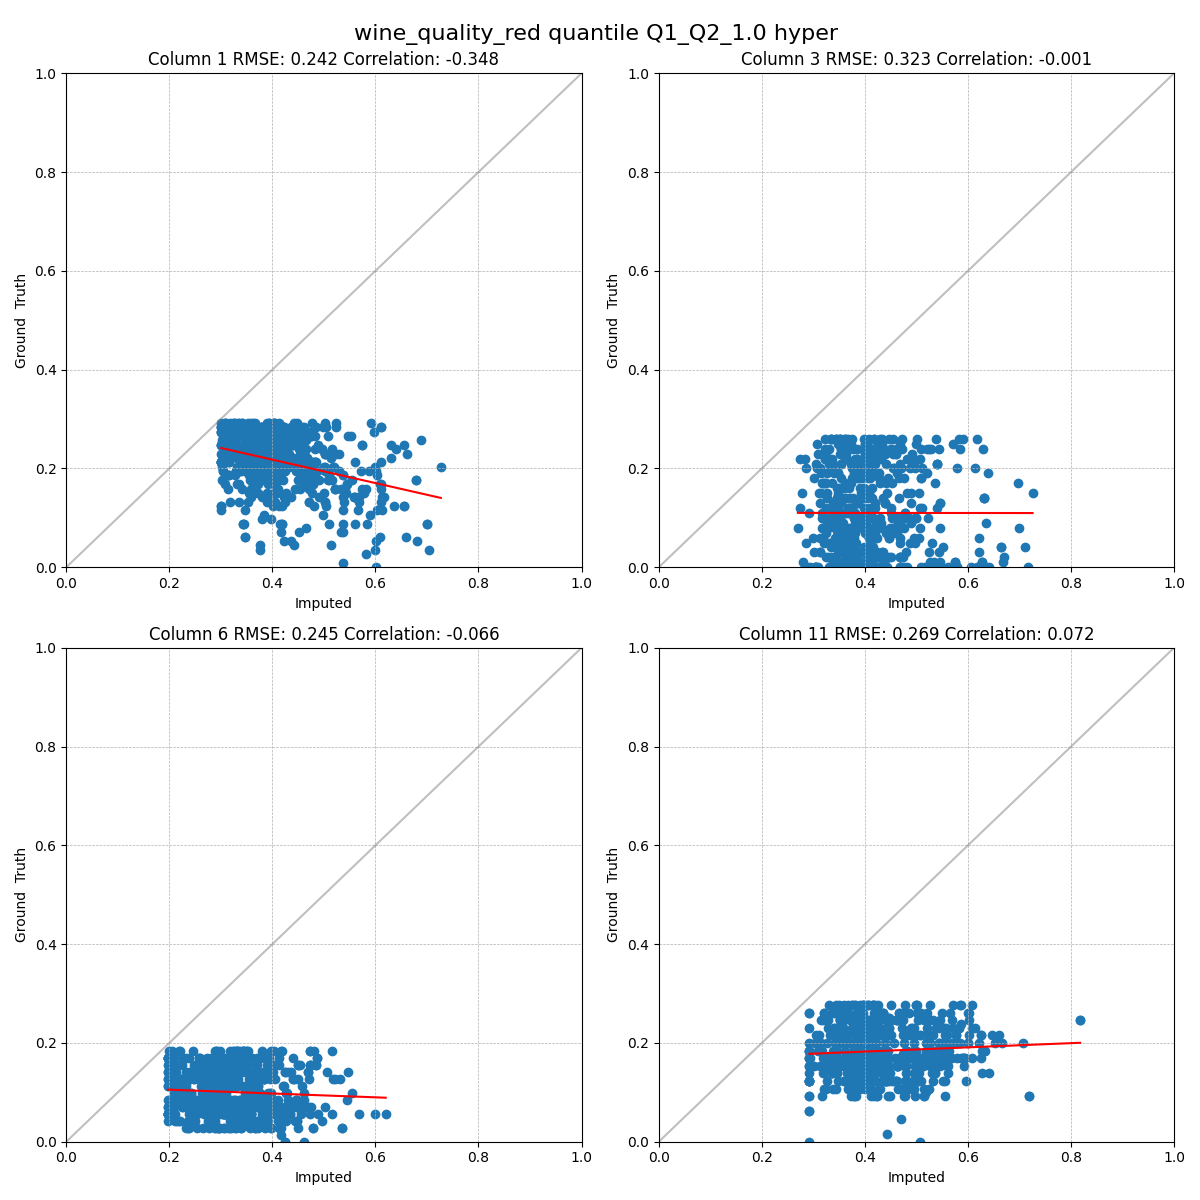 wine_quality_red quantile Q1_Q2_1.0 hyper
Column 1 RMSE: 0.242 Correlation: -0.348
1.0
0.8
0.6
0.4
0.2
0.0
Ground Truth
0.0 0.2 0.4 0.6 0.8 1.0
Imputed
Column 3 RMSE: 0.323 Correlation: -0.001
1.0
0.8
0.6
0.4
0.2
0.0
Ground Truth
0.0 0.2 0.4 0.6 0.8 1.0
Imputed
Column 6 RMSE: 0.245 Correlation: -0.066
1.0
0.8
0.6
0.4
0.2
0.0
Ground Truth
0.0 0.2 0.4 0.6 0.8 1.0
Imputed
Column 11 RMSE: 0.269 Correlation: 0.072
1.0
0.8
0.6
0.4
0.2
0.0
Ground Truth
0.0 0.2 0.4 0.6 0.8 1.0
Imputed